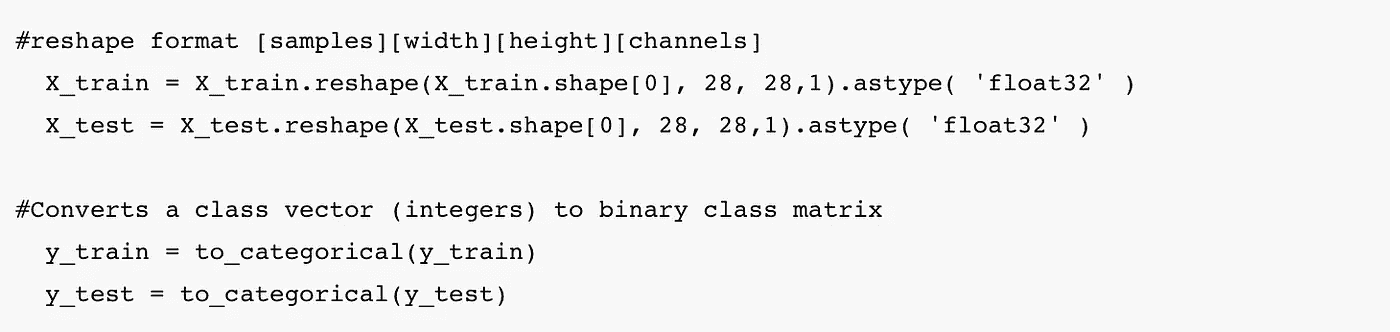 #reshape format [samples][width][height][channels]
X_train = X_train.reshape(X_train.shape[0], 28, 28,1).astype( 'float32' )
X_test = X_test.reshape(X_test.shape[0], 28, 28,1).astype( 'float32' )
#Converts a class vector (integers) to binary class matrix
y_train = to_categorical(y_train)
y_test = to_categorical(y_test)